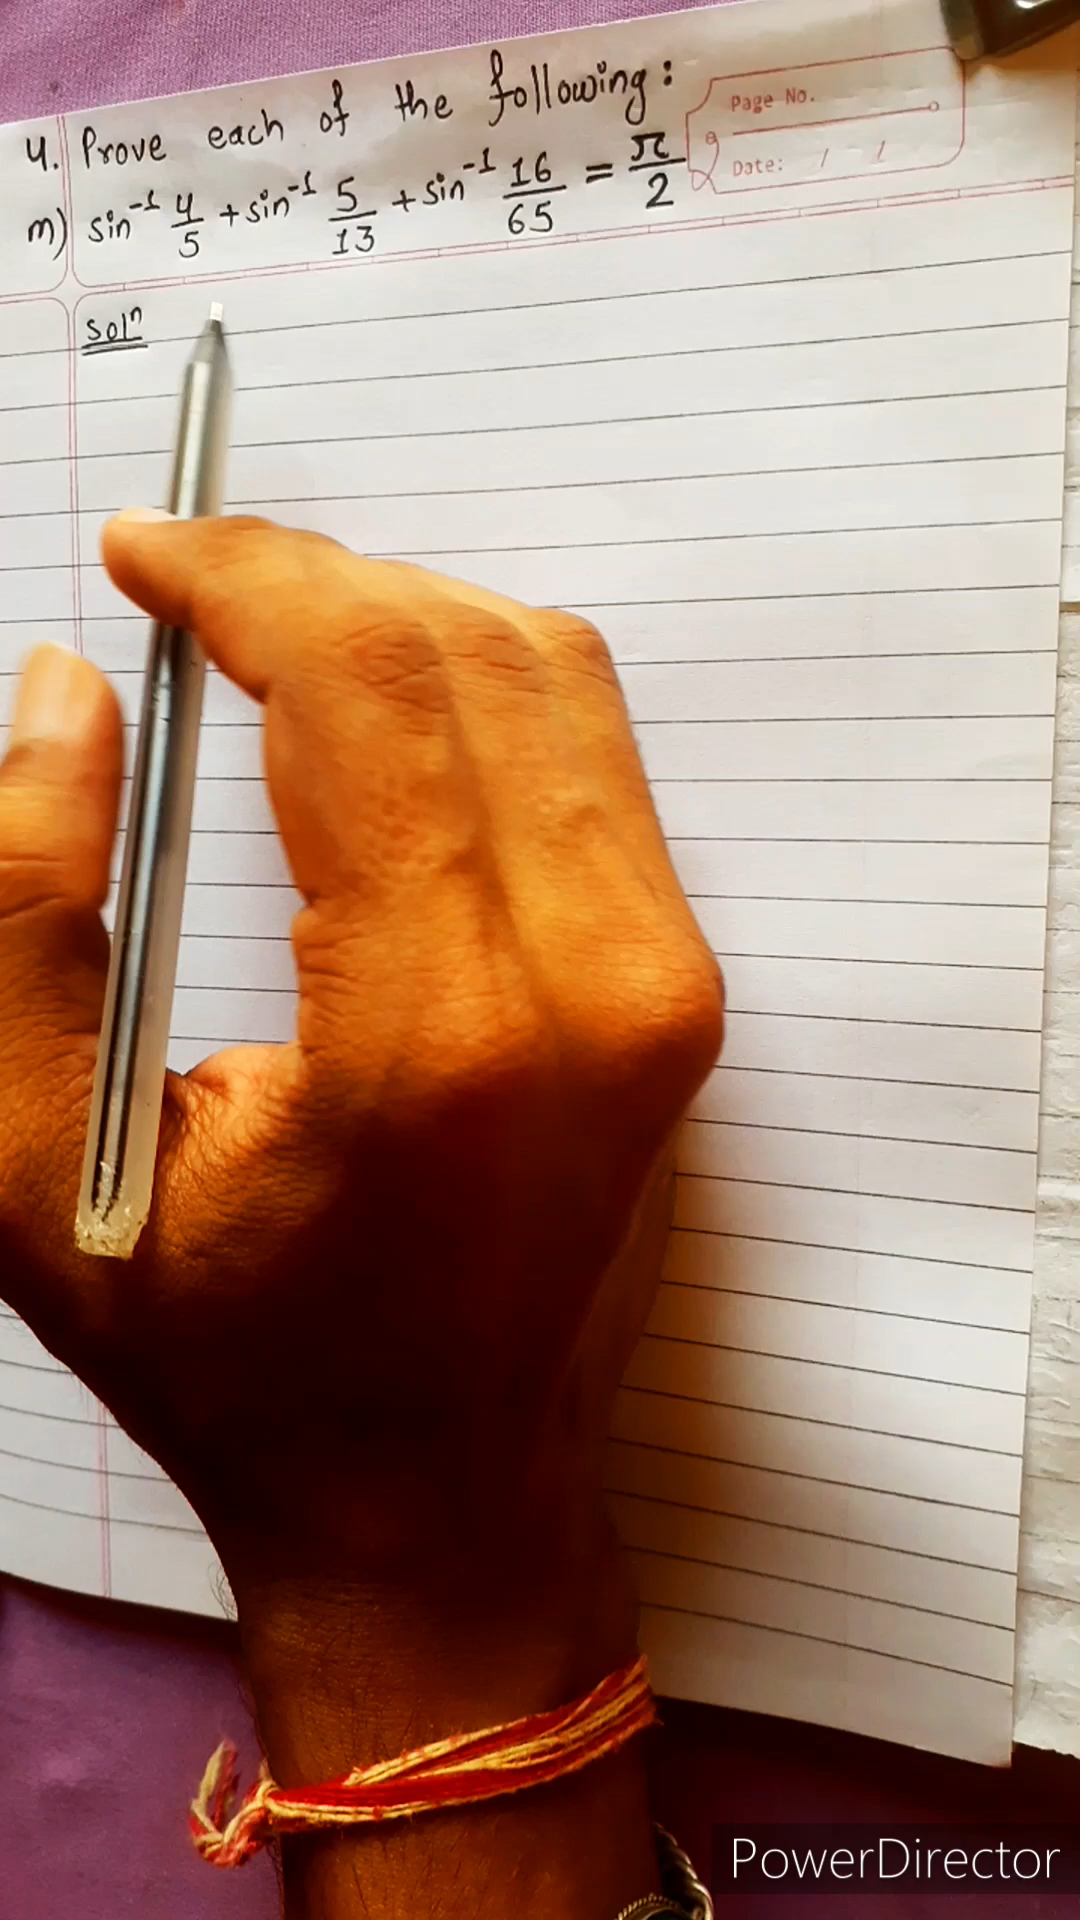 4. Prove each of the following:
Page No.
Date: / /
m) sin⁻¹ 4/5 + sin⁻¹ 5/13 + sin⁻¹ 16/65 = π/2
Solⁿ
PowerDirector